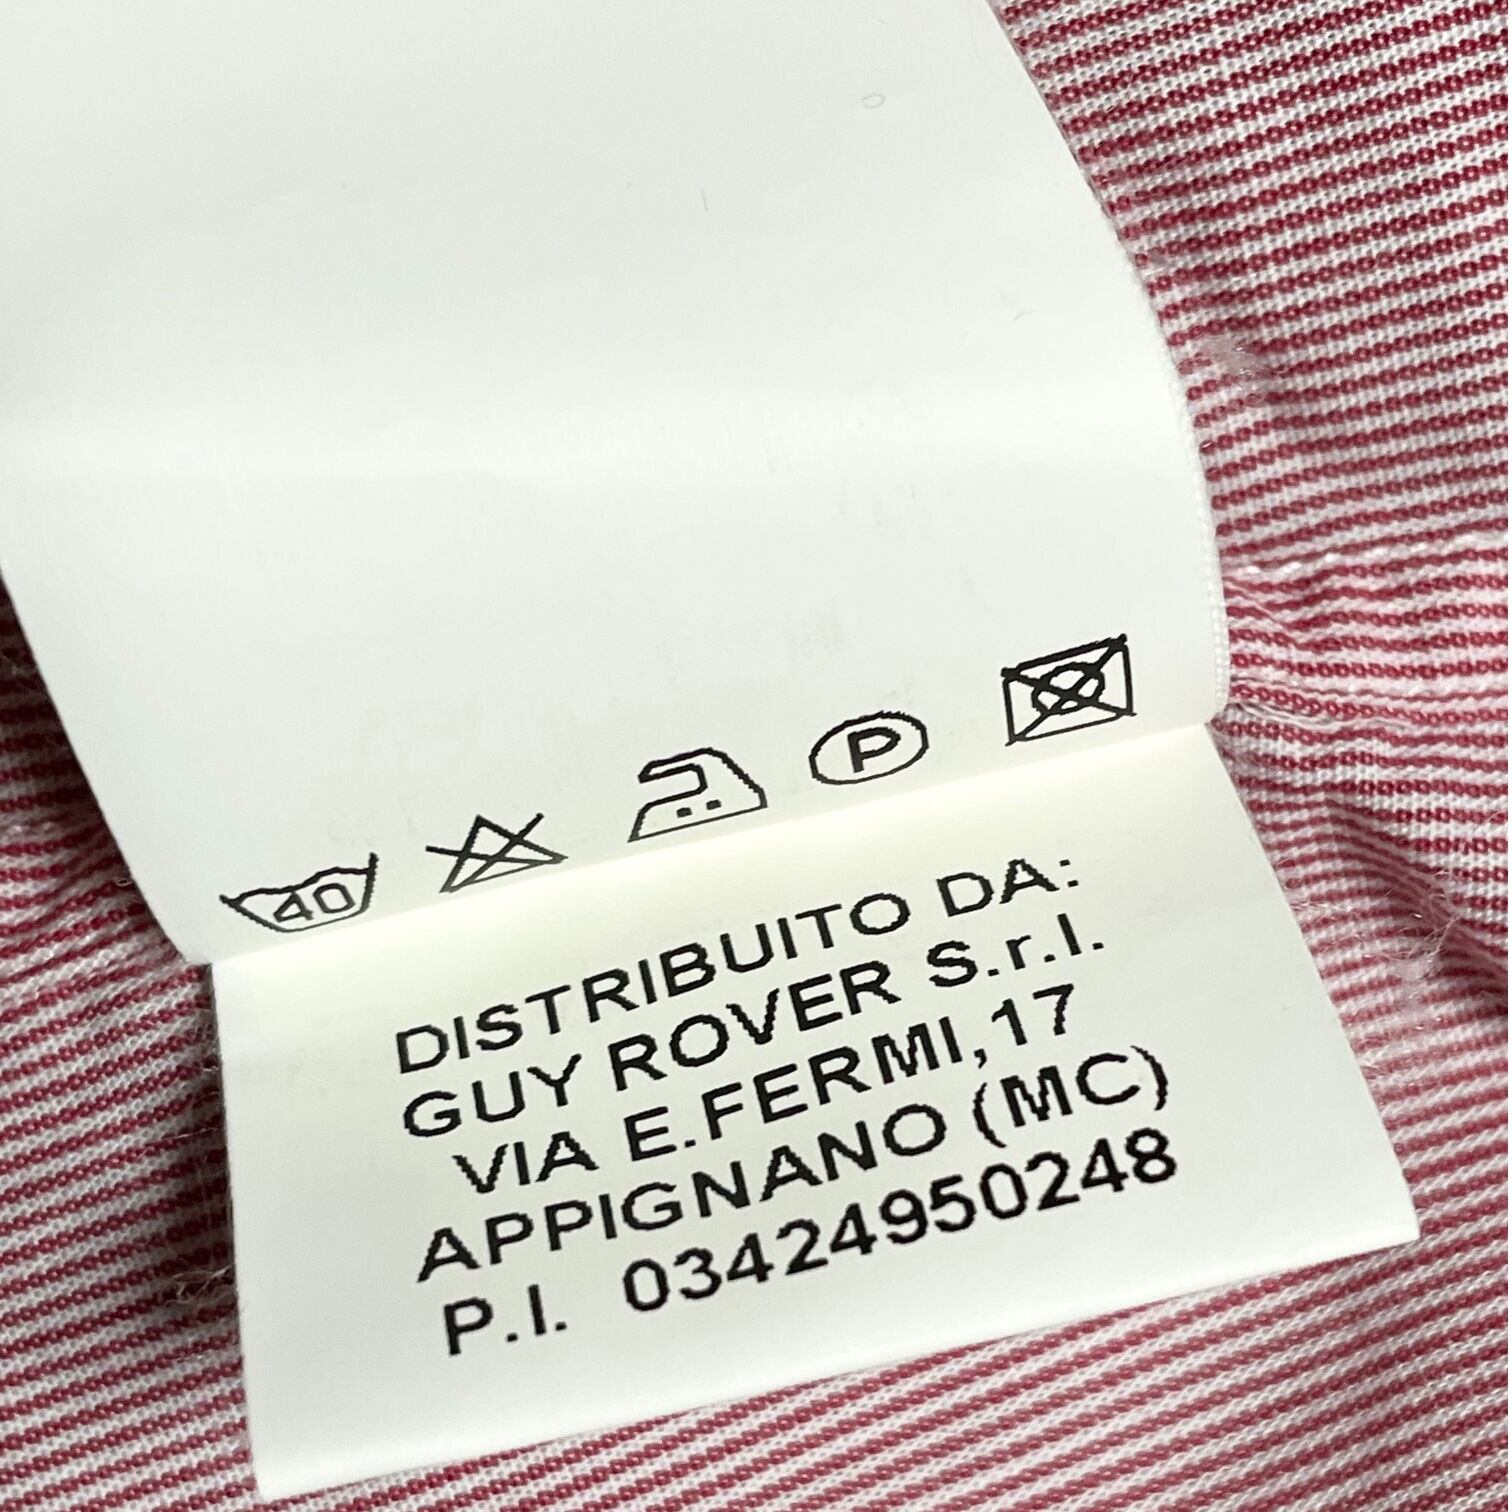 40 P
DISTRIBUITO DA:
GUY ROVER S.r.l.
VIA E.FERMI,17
APPIGNANO (MC)
P.I. 03424950248